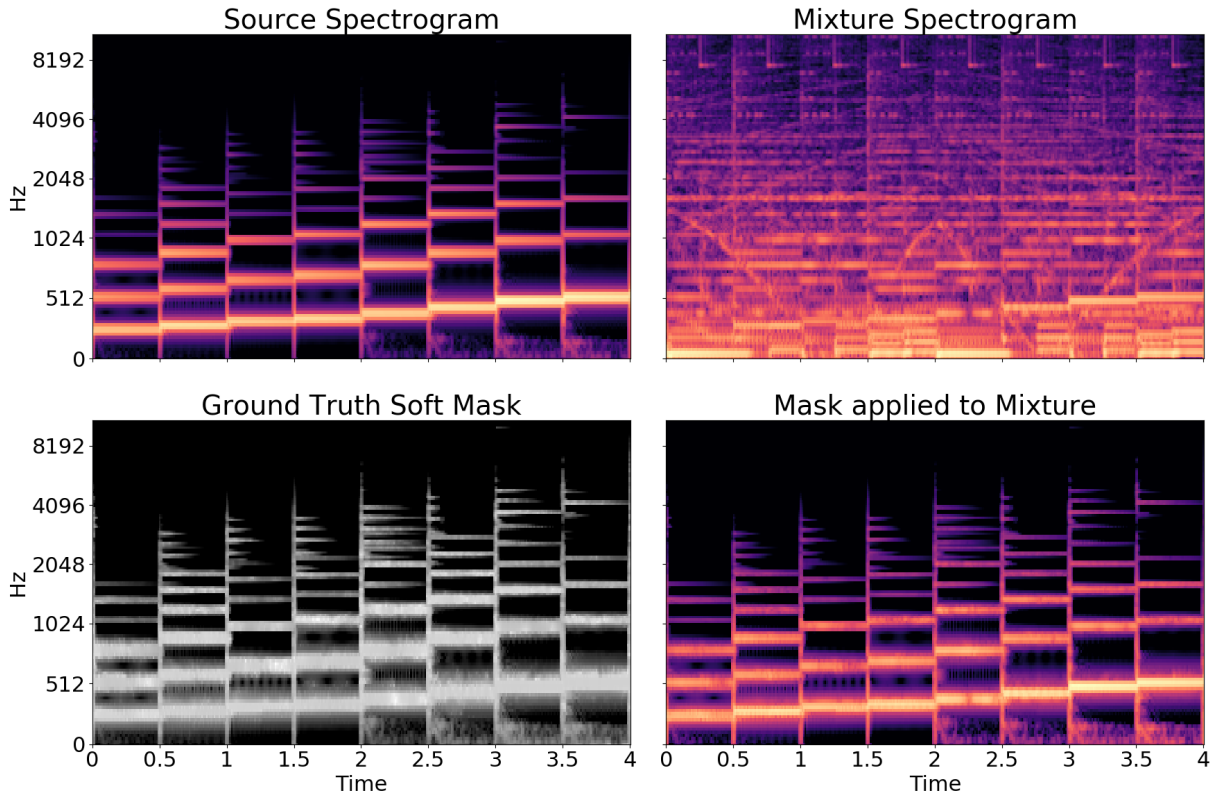 Source Spectrogram
Mixture Spectrogram
Hz
8192
4096
2048
1024
512
0
Ground Truth Soft Mask
Mask applied to Mixture
Hz
8192
4096
2048
1024
512
0
0 0.5 1 1.5 2 2.5 3 3.5 4
0 0.5 1 1.5 2 2.5 3 3.5 4
Time
Time